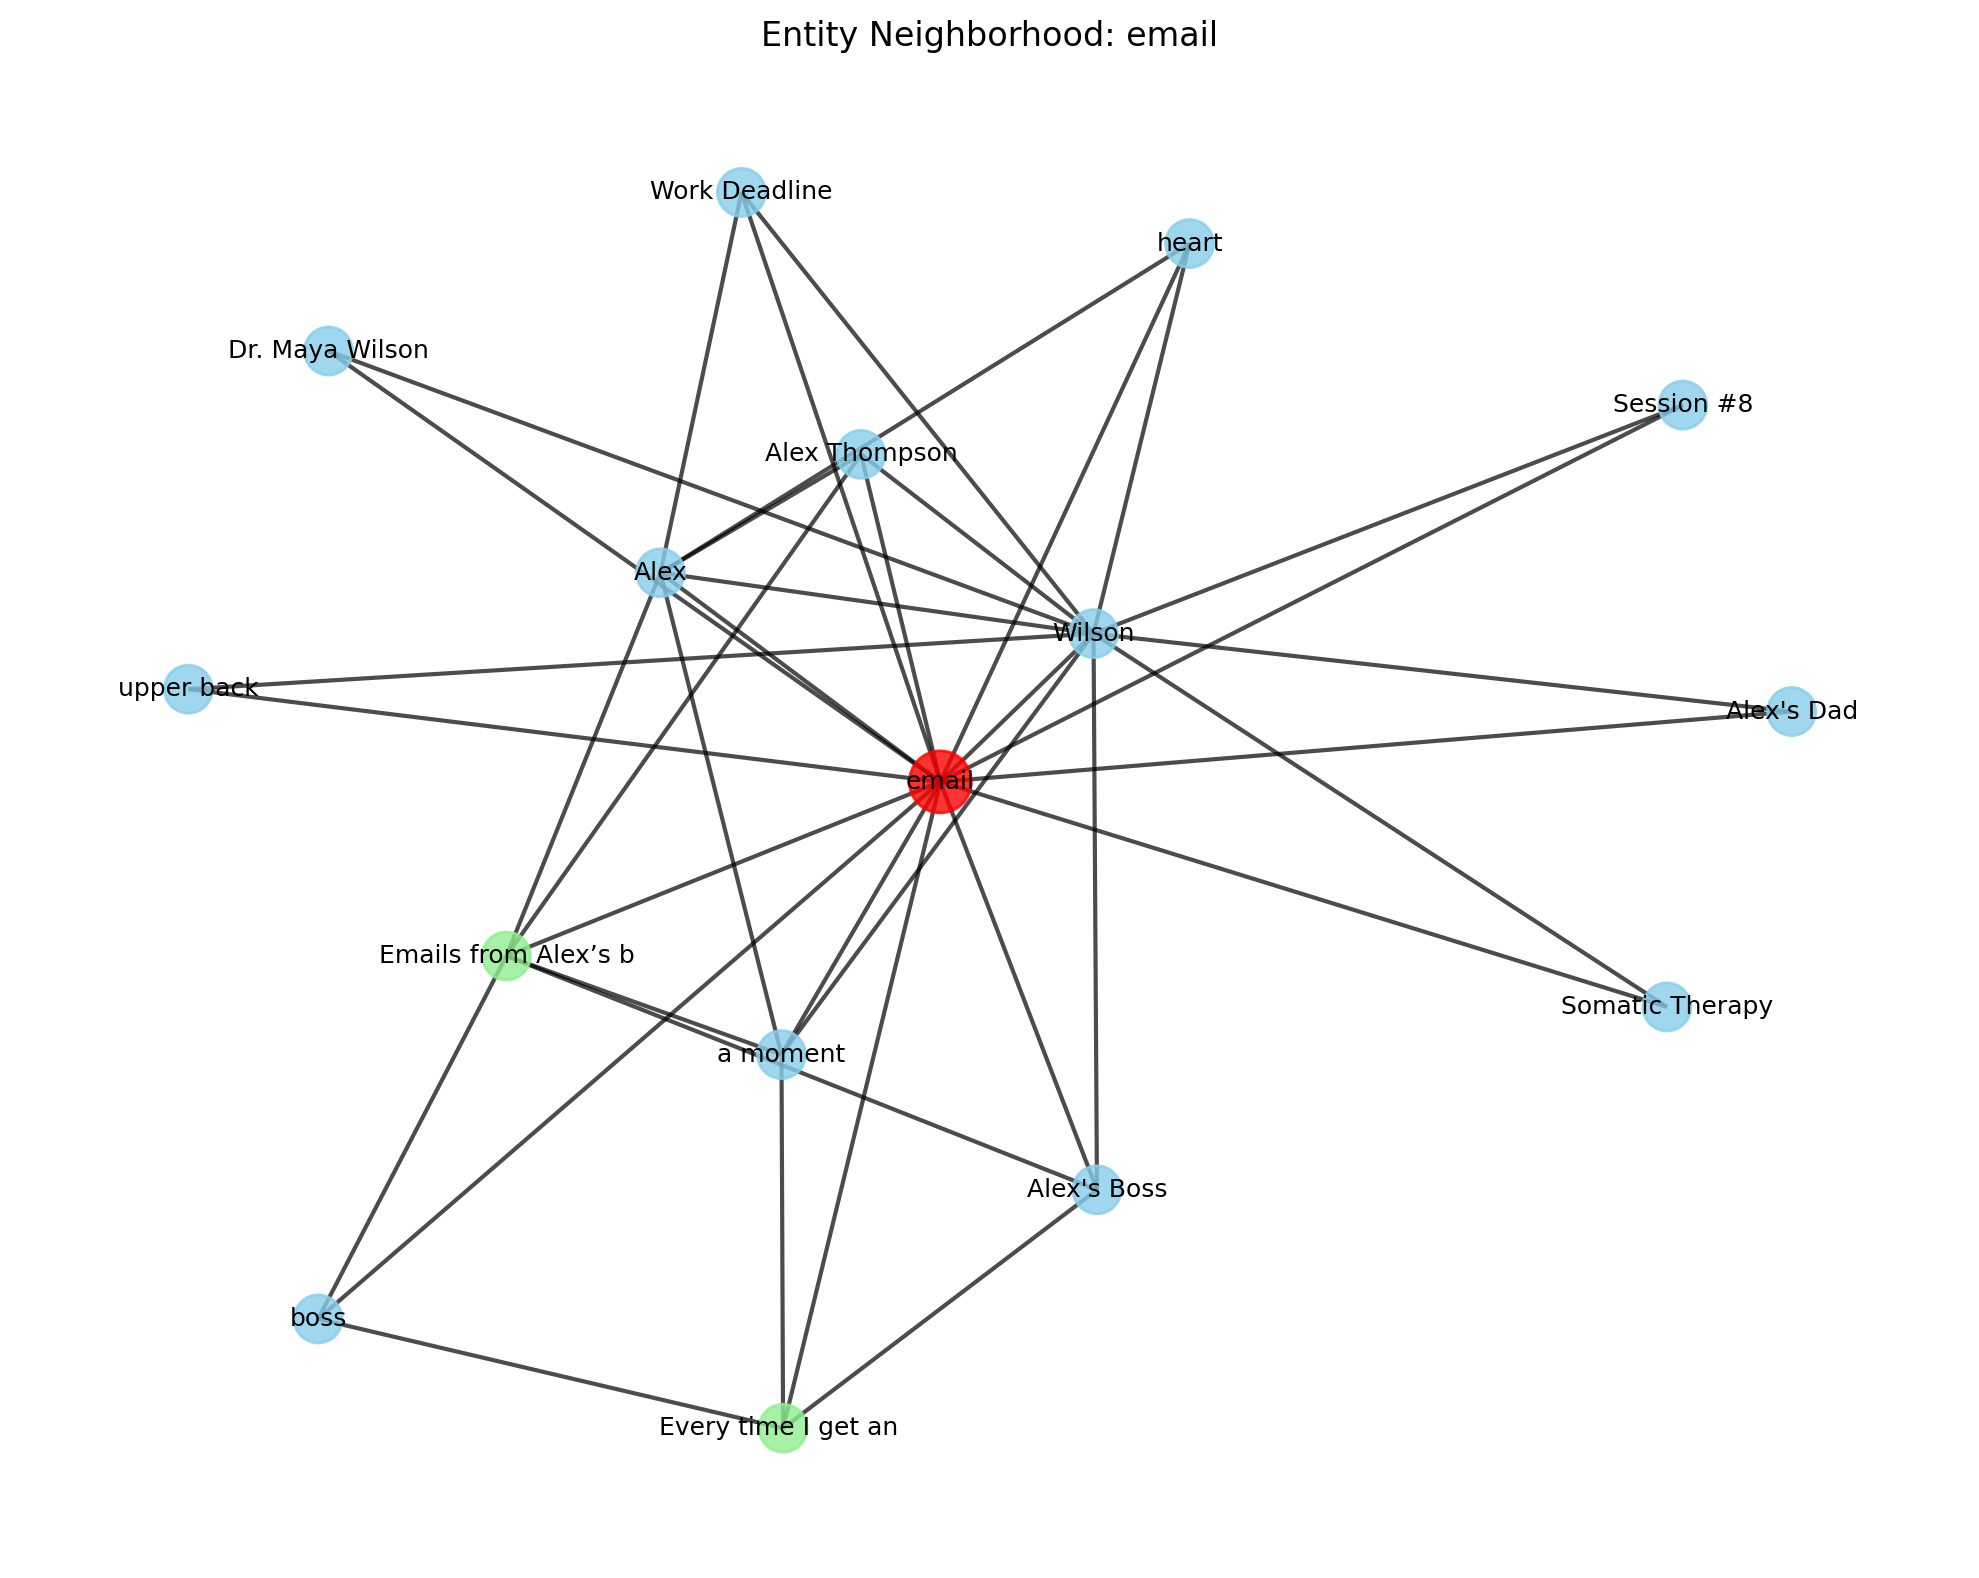 Entity Neighborhood: email
Work Deadline
heart
Dr. Maya Wilson
Session #8
Alex Thompson
Alex
Wilson
upper back
Alex's Dad
email
Emails from Alex’s b
Somatic Therapy
a moment
Alex's Boss
boss
Every time I get an